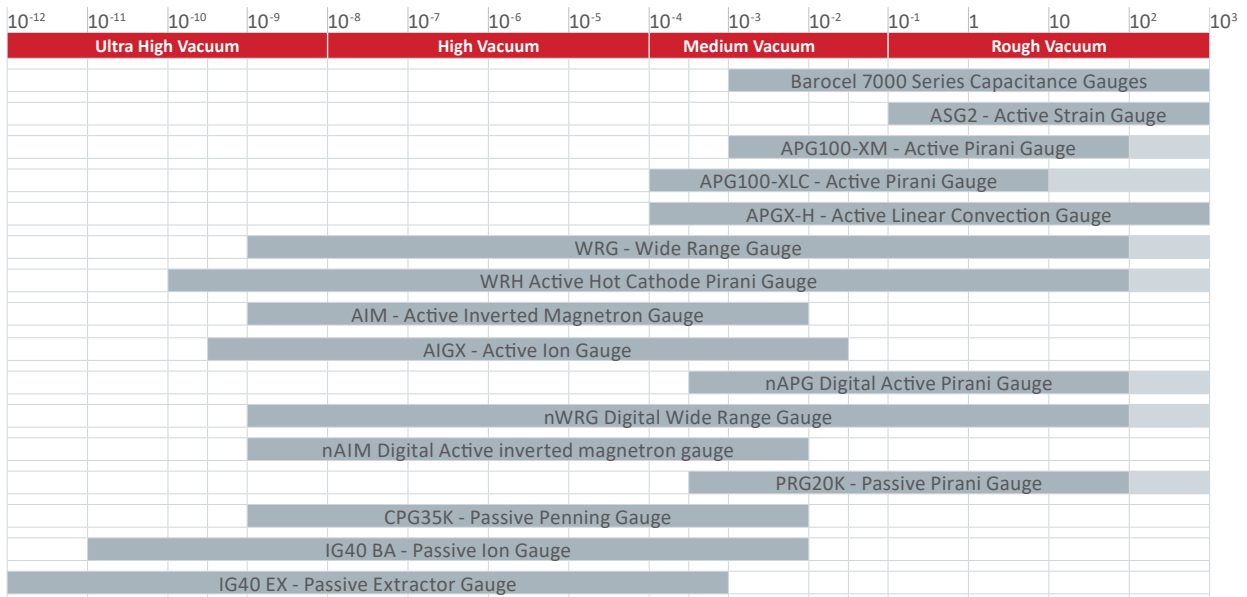 10⁻¹² 10⁻¹¹ 10⁻¹⁰ 10⁻⁹ 10⁻⁸ 10⁻⁷ 10⁻⁶ 10⁻⁵ 10⁻⁴ 10⁻³ 10⁻² 10⁻¹ 1 10 10² 10³
Ultra High Vacuum High Vacuum Medium Vacuum Rough Vacuum
Barocel 7000 Series Capacitance Gauges
ASG2 - Active Strain Gauge
APG100-XM - Active Pirani Gauge
APG100-XLC - Active Pirani Gauge
APGX-H - Active Linear Convection Gauge
WRG - Wide Range Gauge
WRH Active Hot Cathode Pirani Gauge
AIM - Active Inverted Magnetron Gauge
AIGX - Active Ion Gauge
nAPG Digital Active Pirani Gauge
nWRG Digital Wide Range Gauge
nAIM Digital Active inverted magnetron gauge
PRG20K - Passive Pirani Gauge
CPG35K - Passive Penning Gauge
IG40 BA - Passive Ion Gauge
IG40 EX - Passive Extractor Gauge